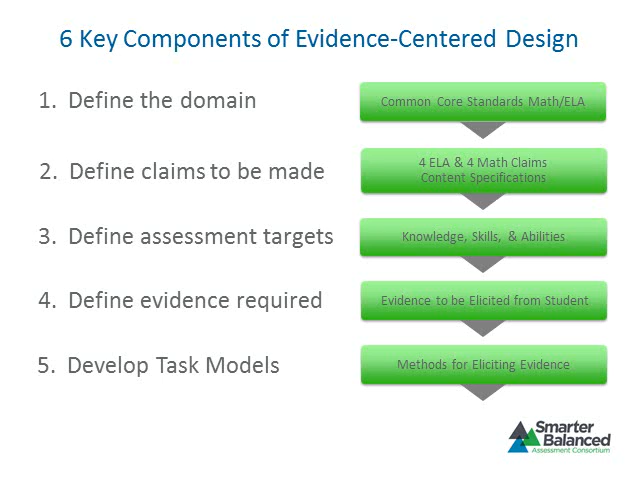 6 Key Components of Evidence-Centered Design
1. Define the domain
Common Core Standards Math/ELA
2. Define claims to be made
4 ELA & 4 Math Claims
Content Specifications
3. Define assessment targets
Knowledge, Skills, & Abilities
4. Define evidence required
Evidence to be Elicited from Student
5. Develop Task Models
Methods for Eliciting Evidence
Smarter
Balanced
Assessment Consortium